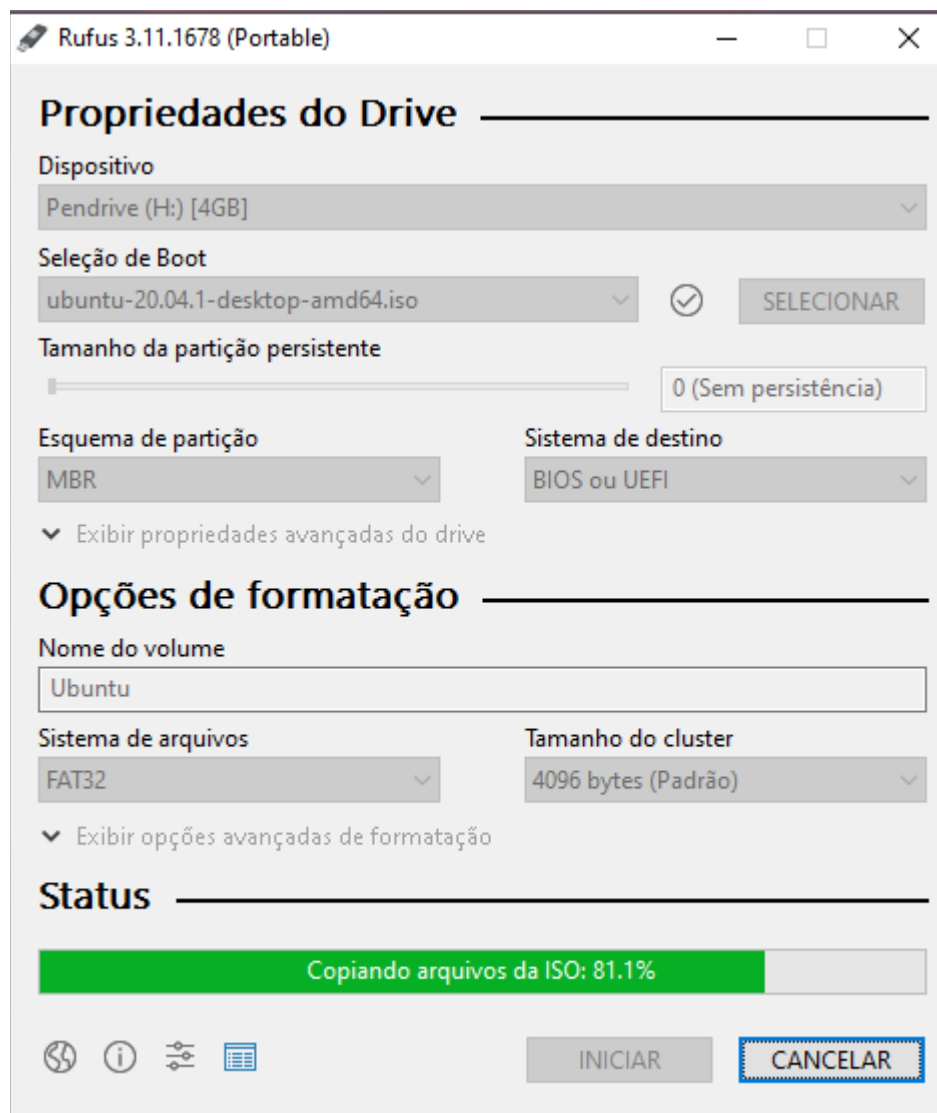 Rufus 3.11.1678 (Portable)
Propriedades do Drive
Dispositivo
Pendrive (H:) [4GB]
Seleção de Boot
ubuntu-20.04.1-desktop-amd64.iso
SELECIONAR
Tamanho da partição persistente
0 (Sem persistência)
Esquema de partição
Sistema de destino
MBR
BIOS ou UEFI
Exibir propriedades avançadas do drive
Opções de formatação
Nome do volume
Ubuntu
Sistema de arquivos
Tamanho do cluster
FAT32
4096 bytes (Padrão)
Exibir opções avançadas de formatação
Status
Copiando arquivos da ISO: 81.1%
INICIAR
CANCELAR